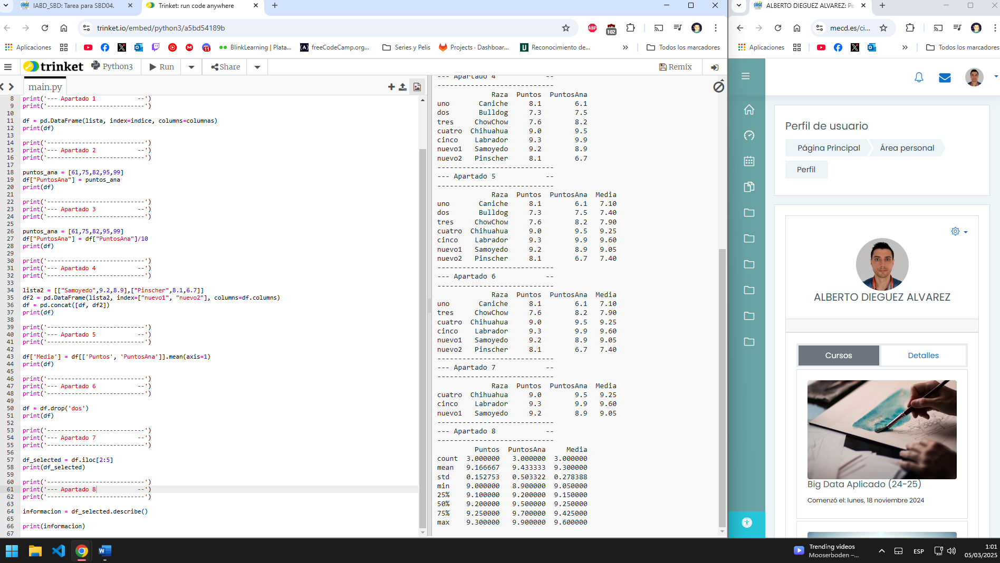 IABD_SBD: Tarea para SBD04.
Trinket: run code anywhere
trinket.io/embed/python3/a5bd54189b
ABP
102
Aplicaciones
11
BlinkLearning | Plata...
freeCodeCamp.org...
Series y Pelis
Projects · Dashboar...
Reconocimiento de...
Todos los marcadores
trinket
Python3
Run
Share
Remix
main.py
8 print('--- Apartado 1            --')
9 print('----------------------------')
10
11 df = pd.DataFrame(lista, index=indice, columns=columnas)
12 print(df)
13
14 print('----------------------------')
15 print('--- Apartado 2            --')
16 print('----------------------------')
17
18 puntos_ana = [61,75,82,95,99]
19 df["PuntosAna"] = puntos_ana
20 print(df)
21
22 print('----------------------------')
23 print('--- Apartado 3            --')
24 print('----------------------------')
25
26 puntos_ana = [61,75,82,95,99]
27 df["PuntosAna"] = df["PuntosAna"]/10
28 print(df)
29
30 print('----------------------------')
31 print('--- Apartado 4            --')
32 print('----------------------------')
33
34 lista2 = [["Samoyedo",9.2,8.9],["Pinscher",8.1,6.7]]
35 df2 = pd.DataFrame(lista2, index=["nuevo1", "nuevo2"], columns=df.columns)
36 df = pd.concat([df, df2])
37 print(df)
38
39 print('----------------------------')
40 print('--- Apartado 5            --')
41 print('----------------------------')
42
43 df['Media'] = df[['Puntos', 'PuntosAna']].mean(axis=1)
44 print(df)
45
46 print('----------------------------')
47 print('--- Apartado 6            --')
48 print('----------------------------')
49
50 df = df.drop('dos')
51 print(df)
52
53 print('----------------------------')
54 print('--- Apartado 7            --')
55 print('----------------------------')
56
57 df_selected = df.iloc[2:5]
58 print(df_selected)
59
60 print('----------------------------')
61 print('--- Apartado 8            --')
62 print('----------------------------')
63
64 informacion = df_selected.describe()
65
66 print(informacion)
67
--- Apartado 4            --
----------------------------
Raza  Puntos  PuntosAna
uno       Caniche     8.1        6.1
dos       Bulldog     7.3        7.5
tres     ChowChow     7.6        8.2
cuatro  Chihuahua     9.0        9.5
cinco    Labrador     9.3        9.9
nuevo1   Samoyedo     9.2        8.9
nuevo2   Pinscher     8.1        6.7
----------------------------
--- Apartado 5            --
----------------------------
Raza  Puntos  PuntosAna  Media
uno       Caniche     8.1        6.1   7.10
dos       Bulldog     7.3        7.5   7.40
tres     ChowChow     7.6        8.2   7.90
cuatro  Chihuahua     9.0        9.5   9.25
cinco    Labrador     9.3        9.9   9.60
nuevo1   Samoyedo     9.2        8.9   9.05
nuevo2   Pinscher     8.1        6.7   7.40
----------------------------
--- Apartado 6            --
----------------------------
Raza  Puntos  PuntosAna  Media
uno       Caniche     8.1        6.1   7.10
tres     ChowChow     7.6        8.2   7.90
cuatro  Chihuahua     9.0        9.5   9.25
cinco    Labrador     9.3        9.9   9.60
nuevo1   Samoyedo     9.2        8.9   9.05
nuevo2   Pinscher     8.1        6.7   7.40
----------------------------
--- Apartado 7            --
----------------------------
Raza  Puntos  PuntosAna  Media
cuatro  Chihuahua     9.0        9.5   9.25
cinco    Labrador     9.3        9.9   9.60
nuevo1   Samoyedo     9.2        8.9   9.05
----------------------------
--- Apartado 8            --
----------------------------
Puntos  PuntosAna     Media
count  3.000000   3.000000  3.000000
mean   9.166667   9.433333  9.300000
std    0.152753   0.503322  0.278388
min    9.000000   8.900000  9.050000
25%    9.100000   9.200000  9.150000
50%    9.200000   9.500000  9.250000
75%    9.250000   9.700000  9.425000
max    9.300000   9.900000  9.600000
ALBERTO DIEGUEZ ALVAREZ: Pe
mecd.es/ci...
Aplicaciones
Todos los marcadores
Perfil de usuario
Página Principal
Área personal
Perfil
ALBERTO DIEGUEZ ALVAREZ
Cursos
Detalles
Big Data Aplicado (24-25)
Comenzó el: lunes, 18 noviembre 2024
Trending videos
Mooserboden –...
ESP
1:01
05/03/2025